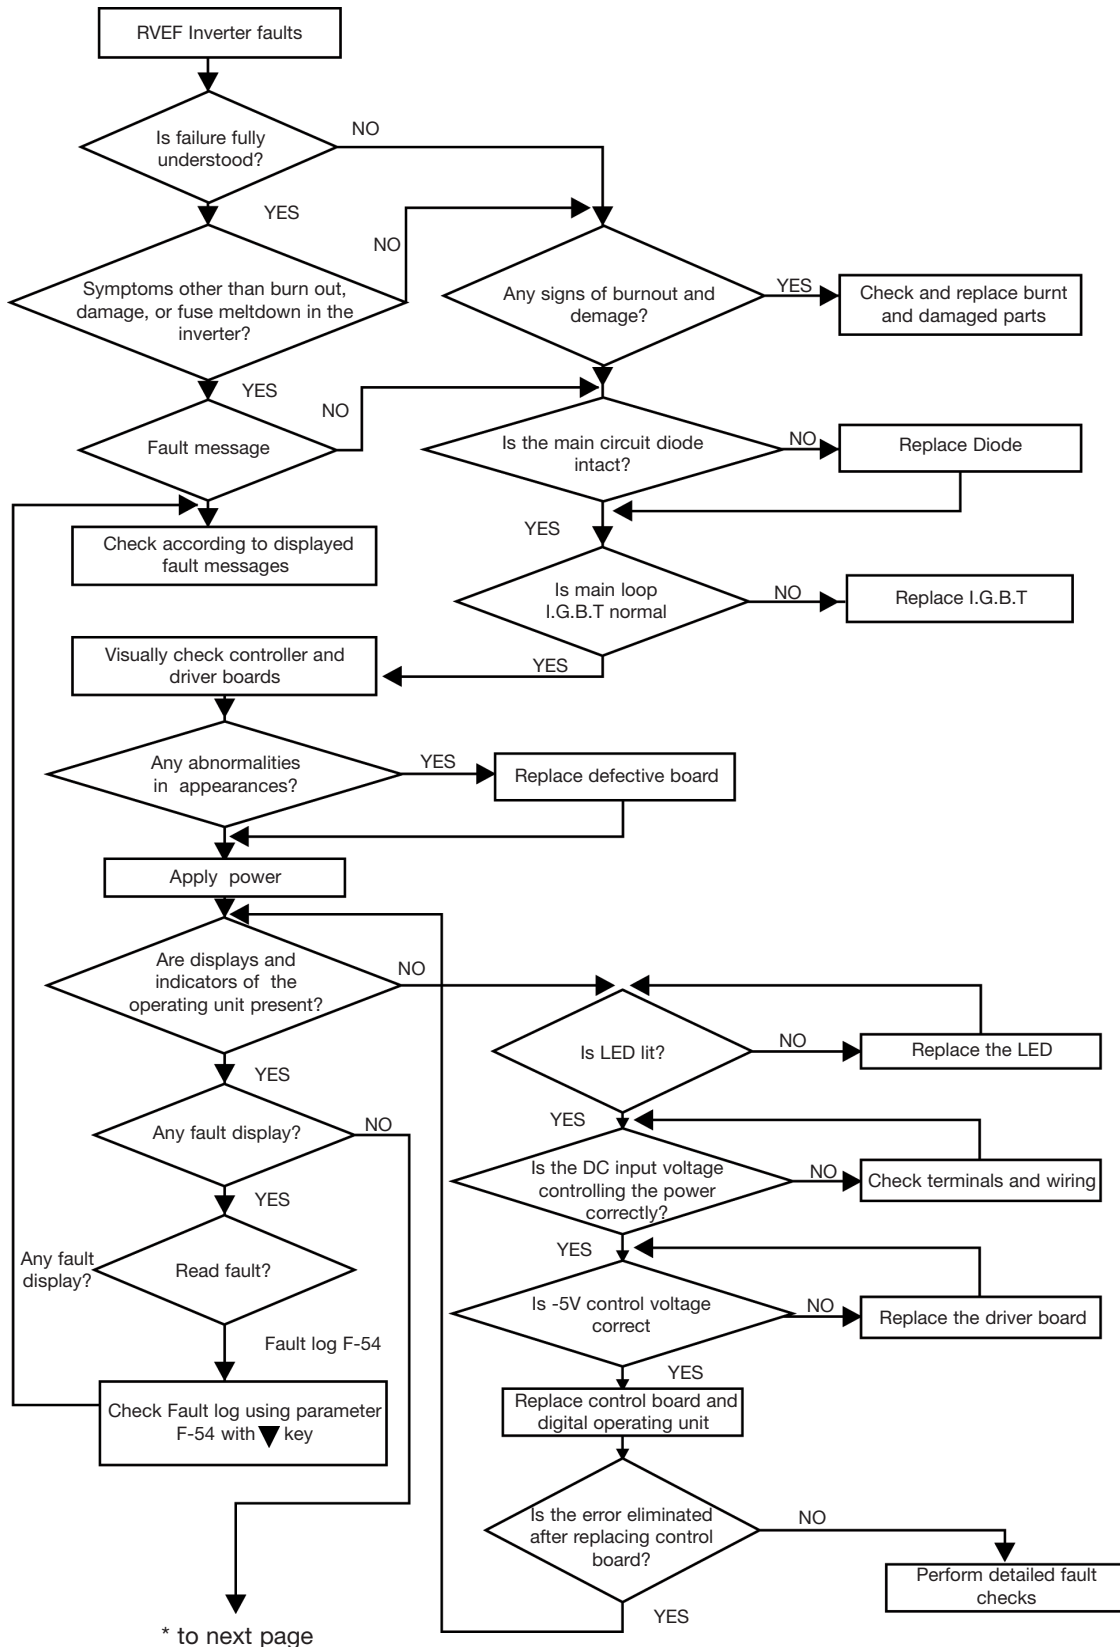 RVEF Inverter faults
Is failure fully
understood?
NO
YES
Symptoms other than burn out,
damage, or fuse meltdown in the
inverter?
NO
Any signs of burnout and
demage?
YES
Check and replace burnt
and damaged parts
YES
Fault message
NO
Is the main circuit diode
intact?
NO
Replace Diode
YES
Check according to displayed
fault messages
Is main loop
I.G.B.T normal
NO
Replace I.G.B.T
YES
Visually check controller and
driver boards
Any abnormalities
in appearances?
YES
Replace defective board
Apply power
Are displays and
indicators of the
operating unit present?
NO
Is LED lit?
NO
Replace the LED
YES
YES
Any fault display?
NO
Is the DC input voltage
controlling the power
correctly?
NO
Check terminals and wiring
YES
YES
Any fault
display?
Read fault?
Is -5V control voltage
correct
NO
Replace the driver board
Fault log F-54
YES
Check Fault log using parameter
F-54 with ▼ key
Replace control board and
digital operating unit
Is the error eliminated
after replacing control
board?
NO
Perform detailed fault
checks
YES
* to next page